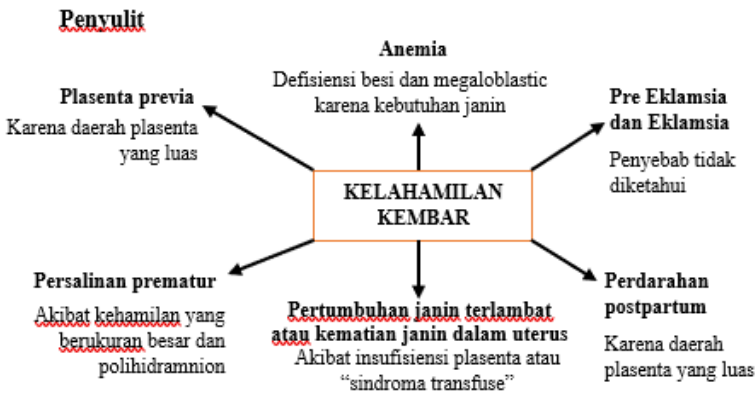 Penyulit
Anemia
Defisiensi besi dan megaloblastic
karena kebutuhan janin
Plasenta previa
Karena daerah plasenta
yang luas
Pre Eklamsia
dan Eklamsia
Penyebab tidak
diketahui
KELAHAMILAN
KEMBAR
Persalinan prematur
Akibat kehamilan yang
berukuran besar dan
polihidramnion
Pertumbuhan janin terlambat
atau kematian janin dalam uterus
Akibat insufisiensi plasenta atau
“sindroma transfuse”
Perdarahan
postpartum
Karena daerah
plasenta yang luas